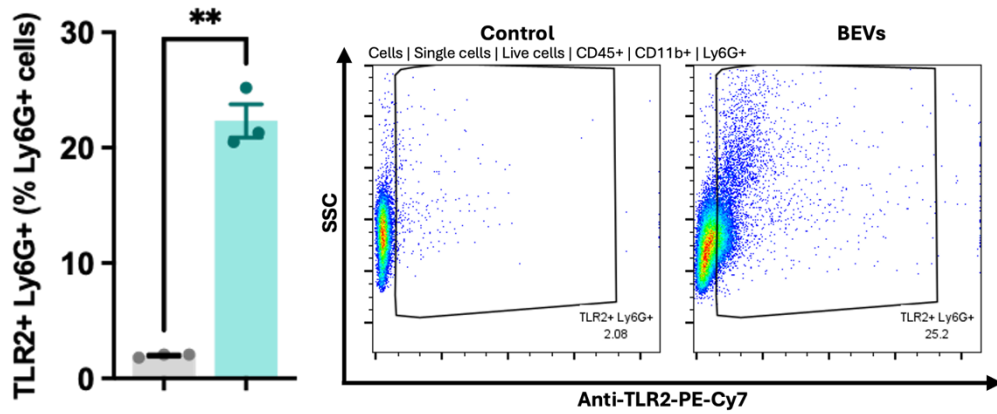 **
30
20
10
0
TLR2+ Ly6G+ (% Ly6G+ cells)
Control
BEVs
Cells | Single cells | Live cells | CD45+ | CD11b+ | Ly6G+
SSC
TLR2+ Ly6G+
2.08
TLR2+ Ly6G+
25.2
Anti-TLR2-PE-Cy7